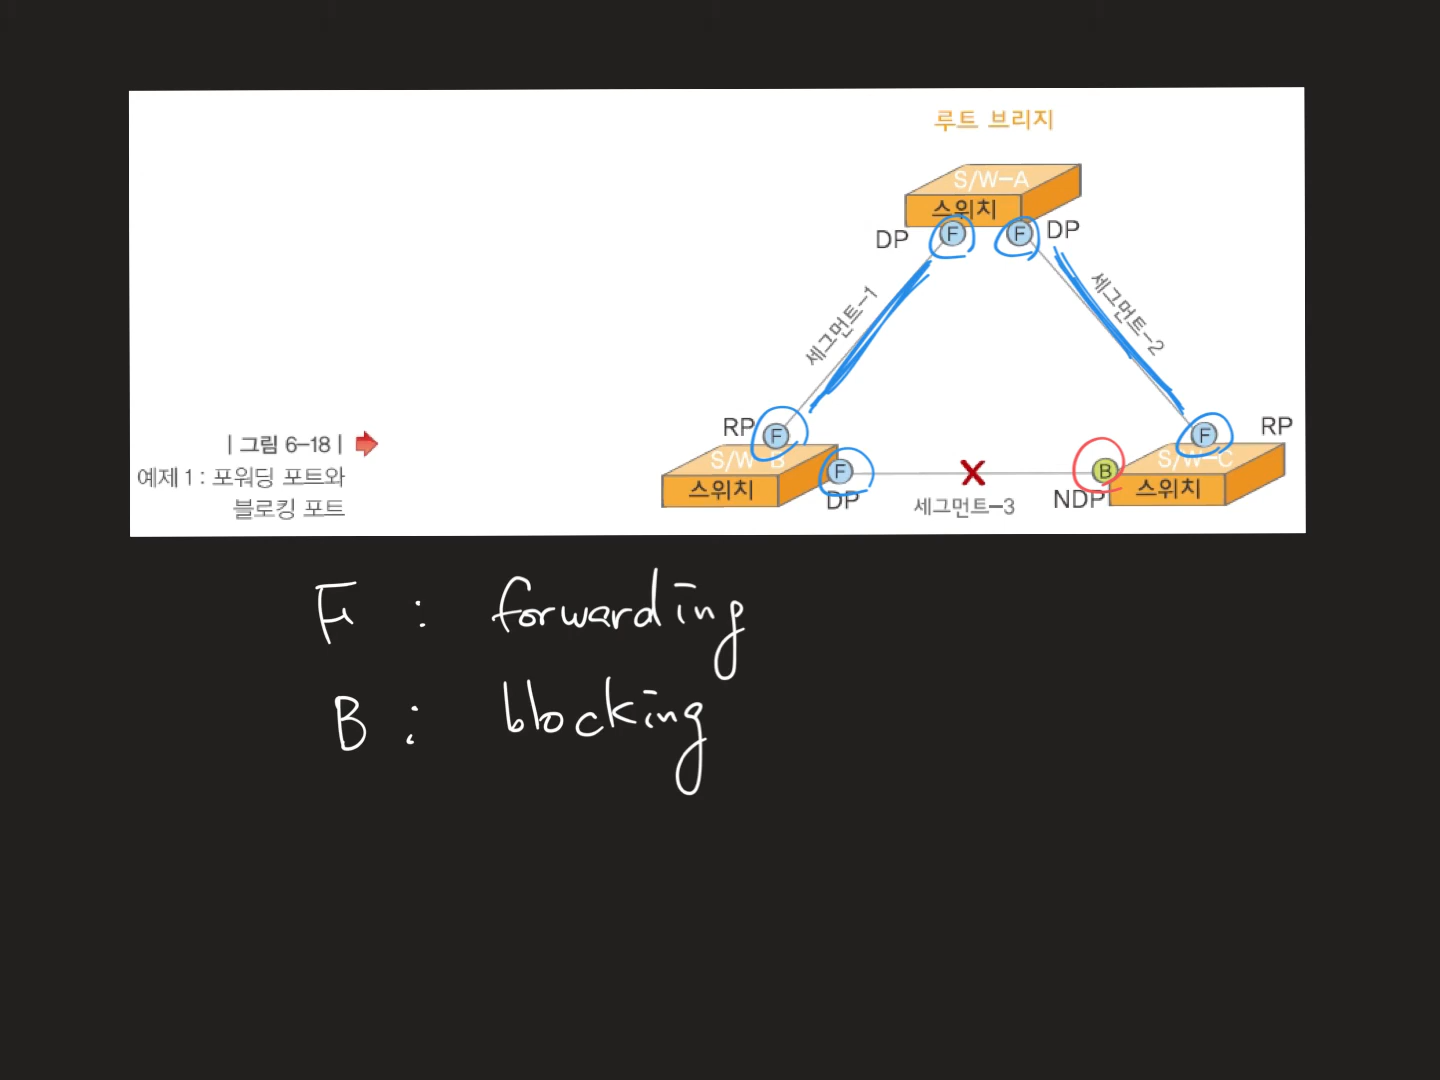 루트 브리지
S/W-A
스위치
DP F F DP
세그먼트-1
세그먼트-2
RP F
F RP
S/W-B
스위치
F
DP
세그먼트-3
B
NDP
S/W-C
스위치
| 그림 6-18 |
예제 1 : 포워딩 포트와
블로킹 포트
F : forwarding
B : blocking